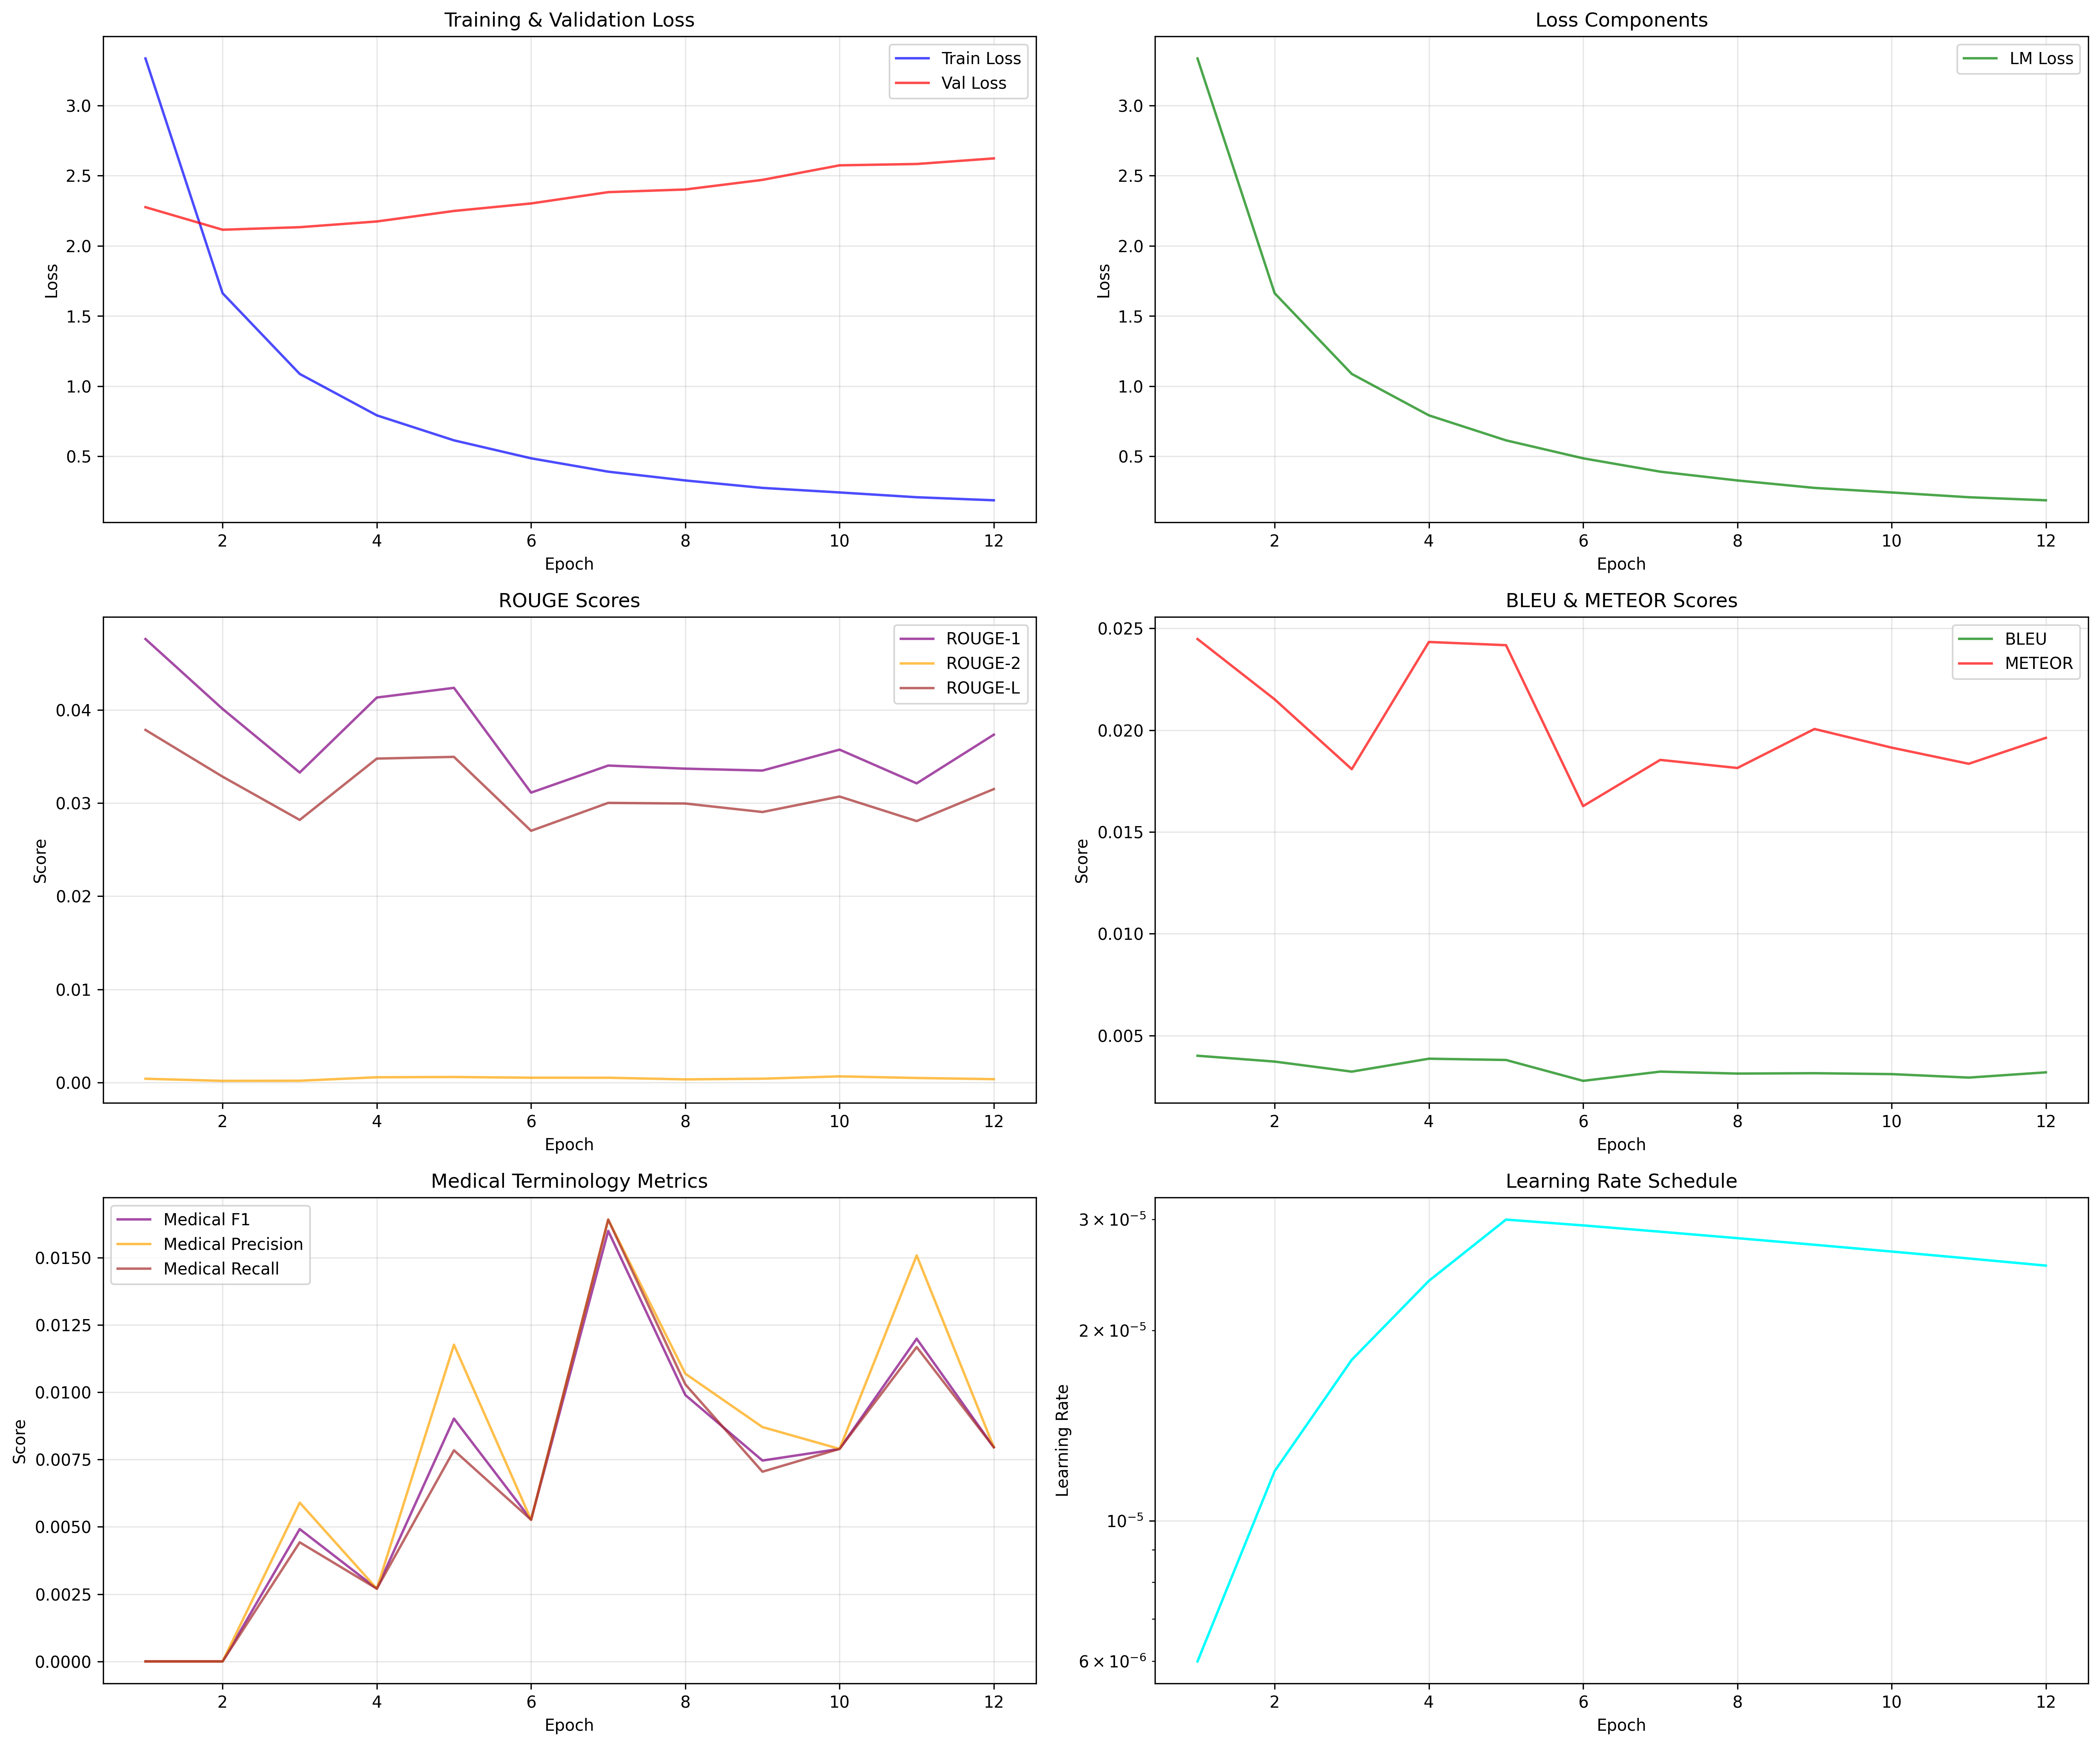 Training & Validation Loss
Train Loss
Val Loss
3.0
2.5
2.0
1.5
1.0
0.5
Loss
2 4 6 8 10 12
Epoch
Loss Components
LM Loss
3.0
2.5
2.0
1.5
1.0
0.5
Loss
2 4 6 8 10 12
Epoch
ROUGE Scores
ROUGE-1
ROUGE-2
ROUGE-L
0.04
0.03
0.02
0.01
0.00
Score
2 4 6 8 10 12
Epoch
BLEU & METEOR Scores
BLEU
METEOR
0.025
0.020
0.015
0.010
0.005
Score
2 4 6 8 10 12
Epoch
Medical Terminology Metrics
Medical F1
Medical Precision
Medical Recall
0.0150
0.0125
0.0100
0.0075
0.0050
0.0025
0.0000
Score
2 4 6 8 10 12
Epoch
Learning Rate Schedule
3 × 10⁻⁵
2 × 10⁻⁵
10⁻⁵
6 × 10⁻⁶
Learning Rate
2 4 6 8 10 12
Epoch